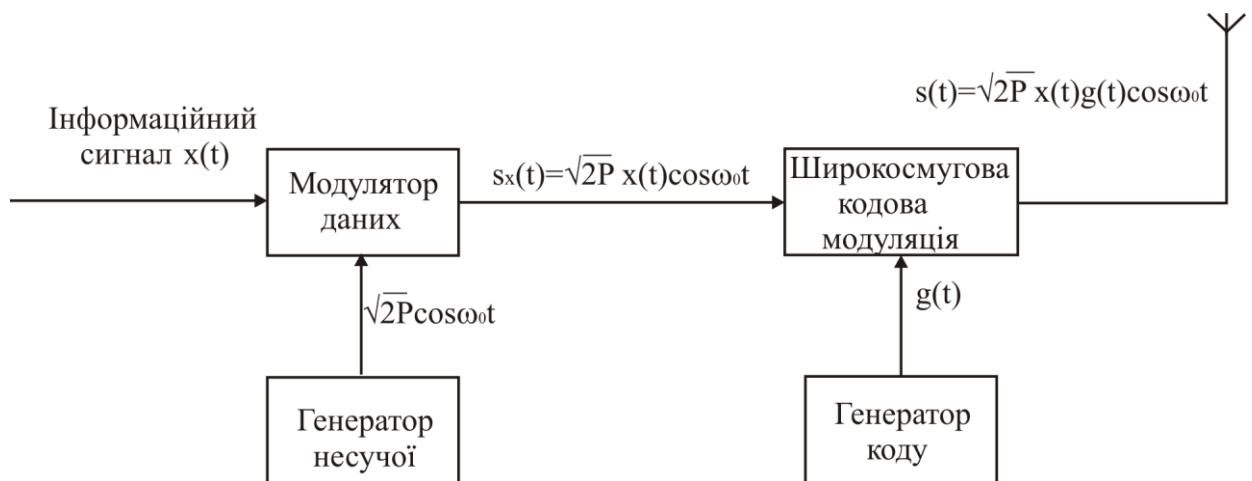 s(t)=√2P x(t)g(t)cosω₀t
Інформаційний
сигнал x(t)
Модулятор
даних
sx(t)=√2P x(t)cosω₀t
Широкосмугова
кодова
модуляція
√2Pcosω₀t
g(t)
Генератор
несучої
Генератор
коду